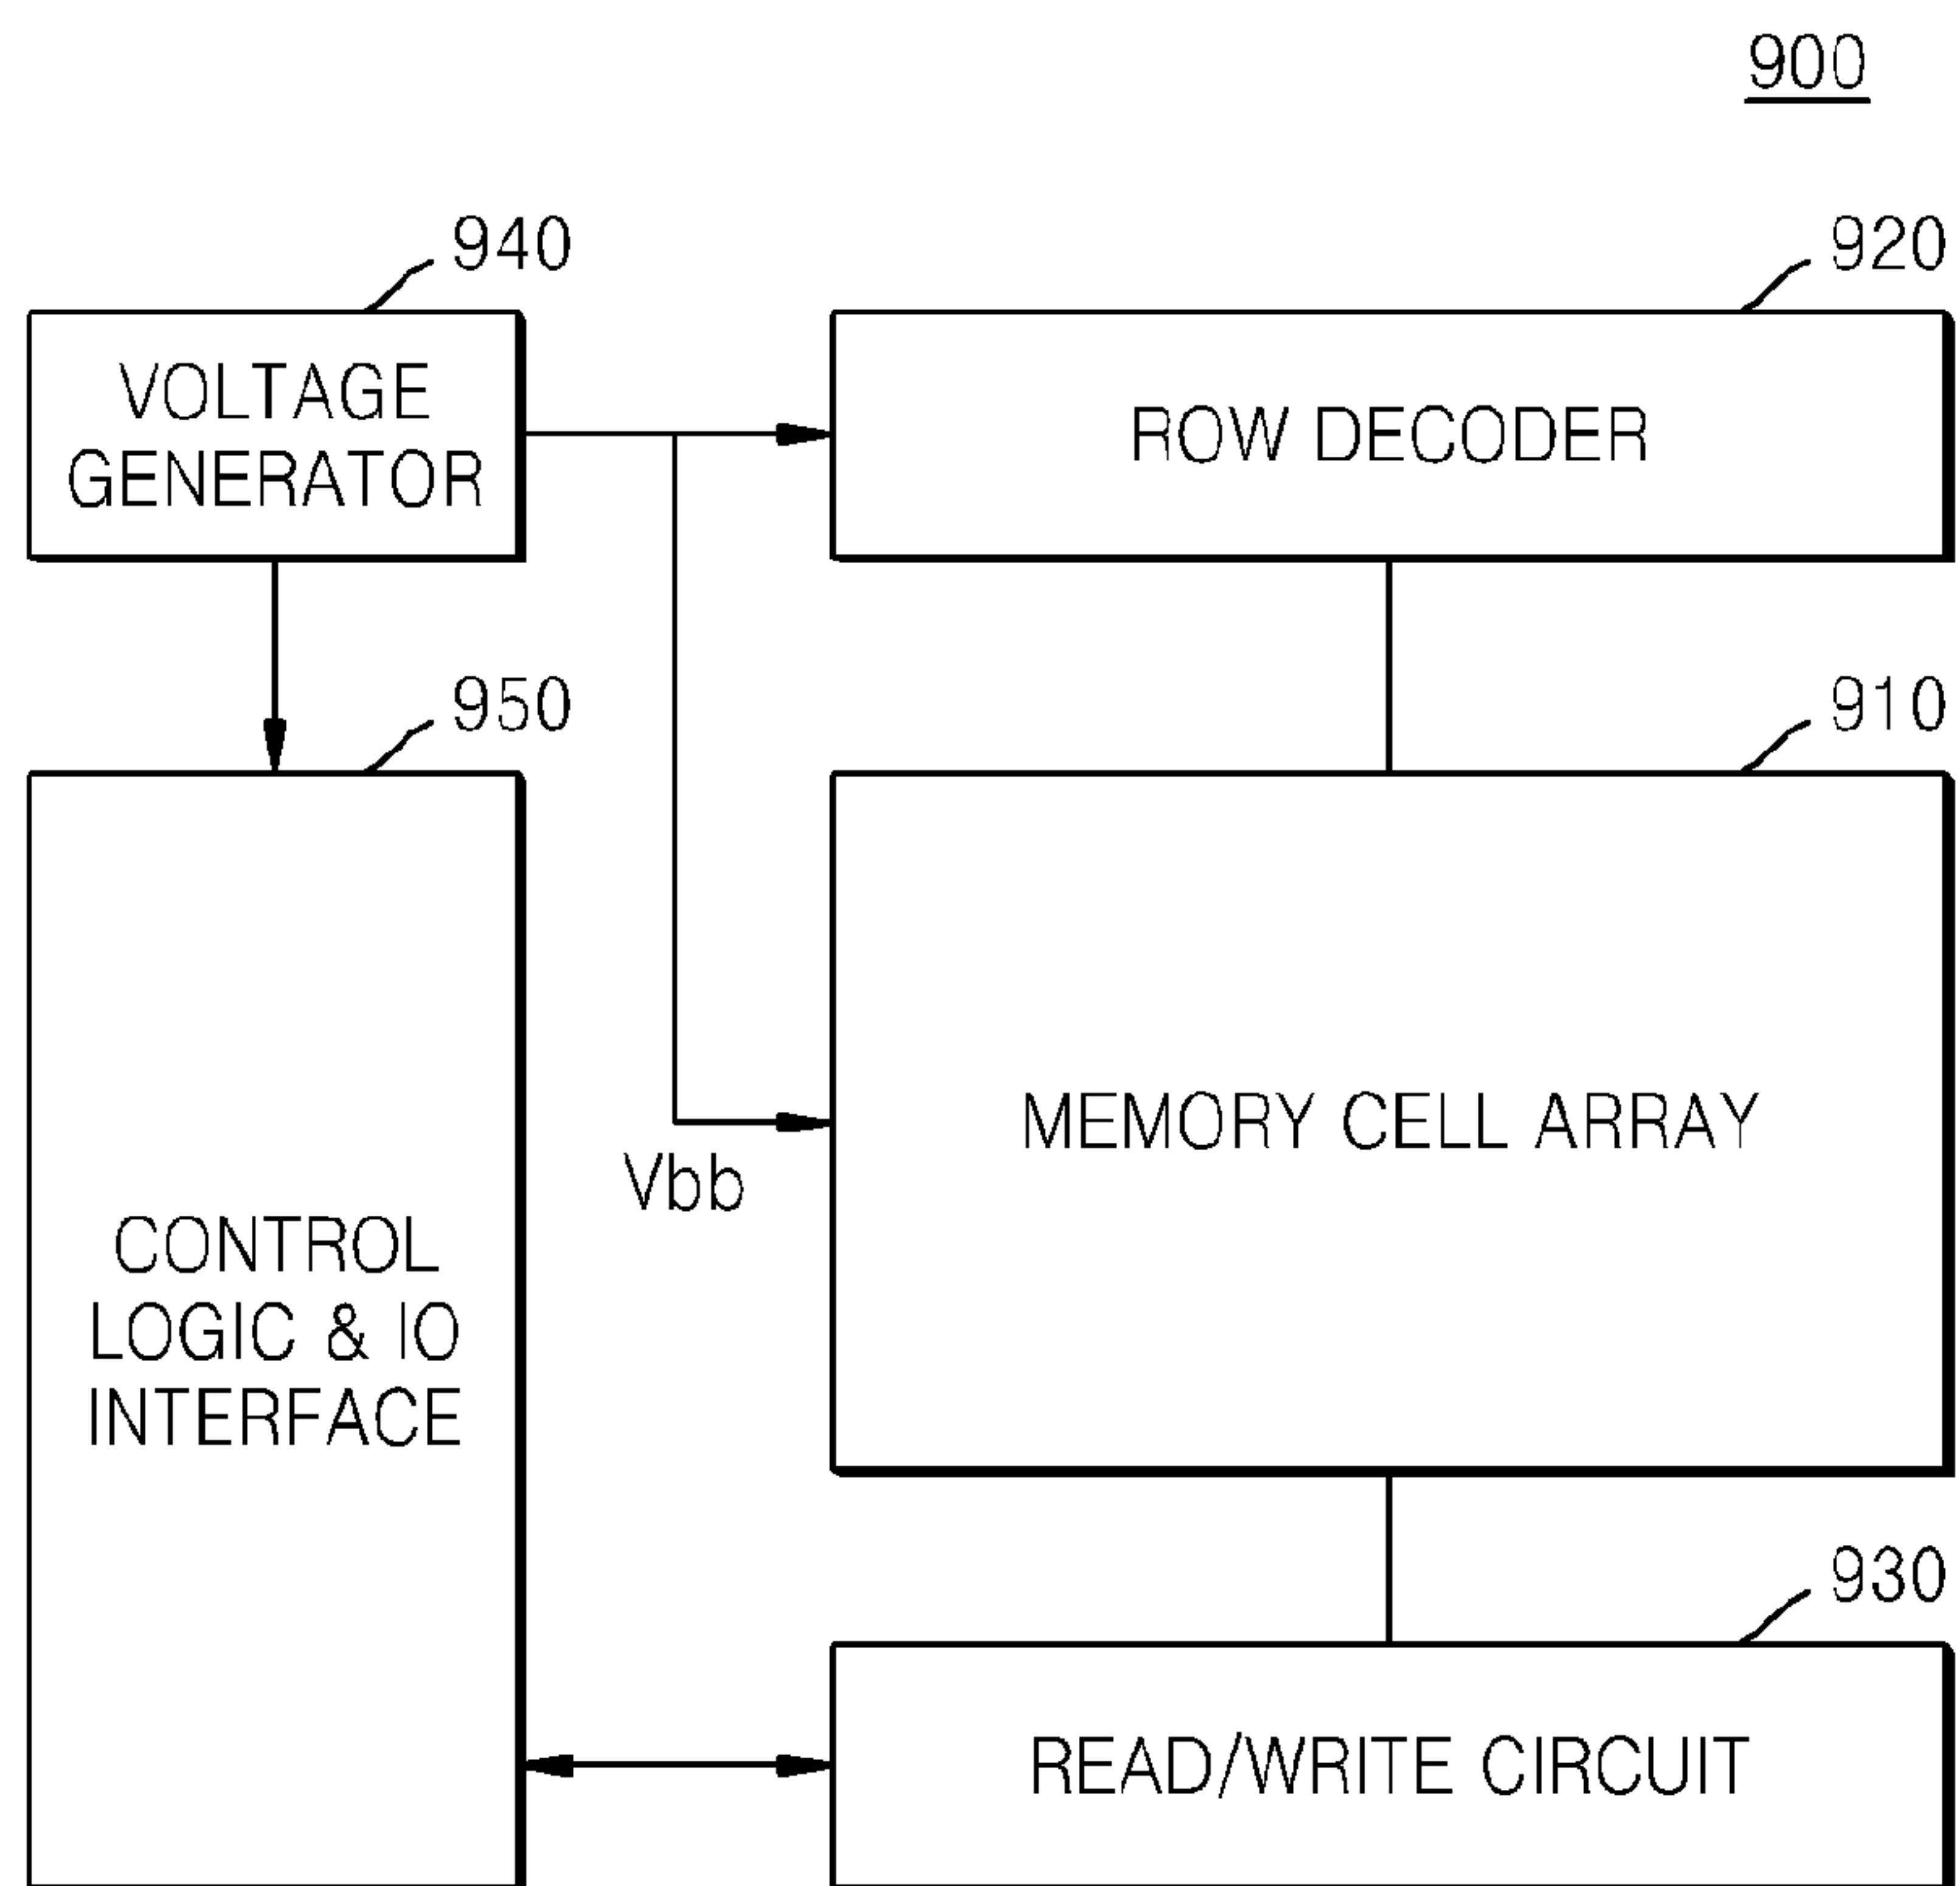 900
940
920
VOLTAGE
GENERATOR
ROW DECODER
950
910
MEMORY CELL ARRAY
Vbb
CONTROL
LOGIC & IO
INTERFACE
930
READ/WRITE CIRCUIT